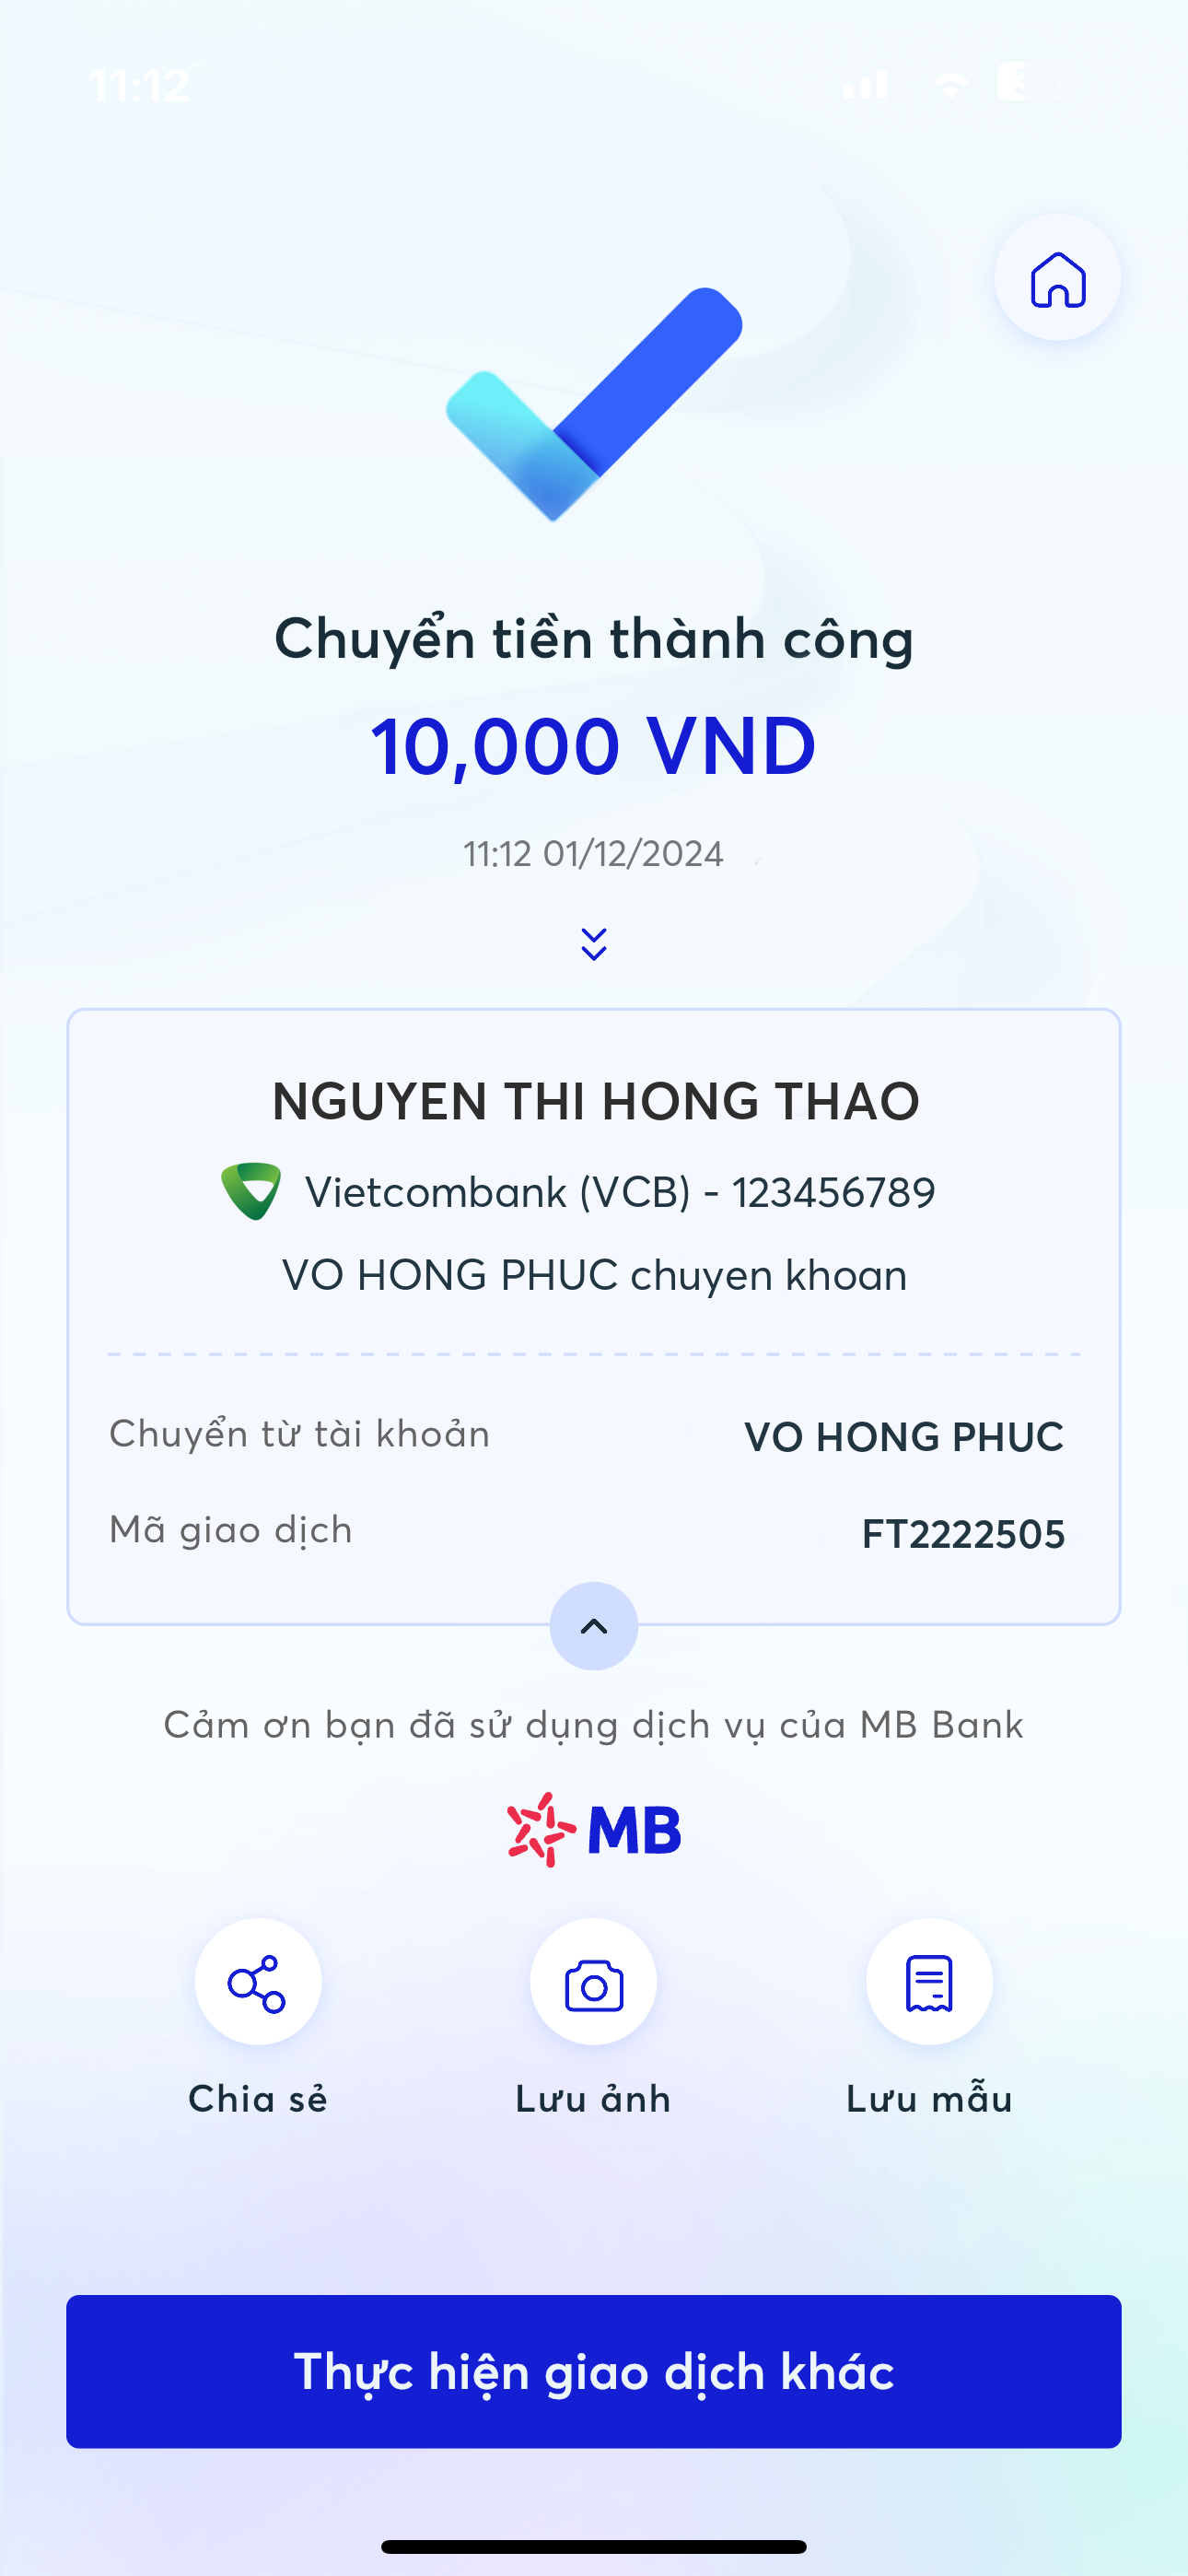 11:12
Chuyển tiền thành công
10,000 VND
11:12 01/12/2024
NGUYEN THI HONG THAO
Vietcombank (VCB) - 123456789
VO HONG PHUC chuyen khoan
Chuyển từ tài khoản VO HONG PHUC
Mã giao dịch FT2222505
Cảm ơn bạn đã sử dụng dịch vụ của MB Bank
MB
Chia sẻ Lưu ảnh Lưu mẫu
Thực hiện giao dịch khác